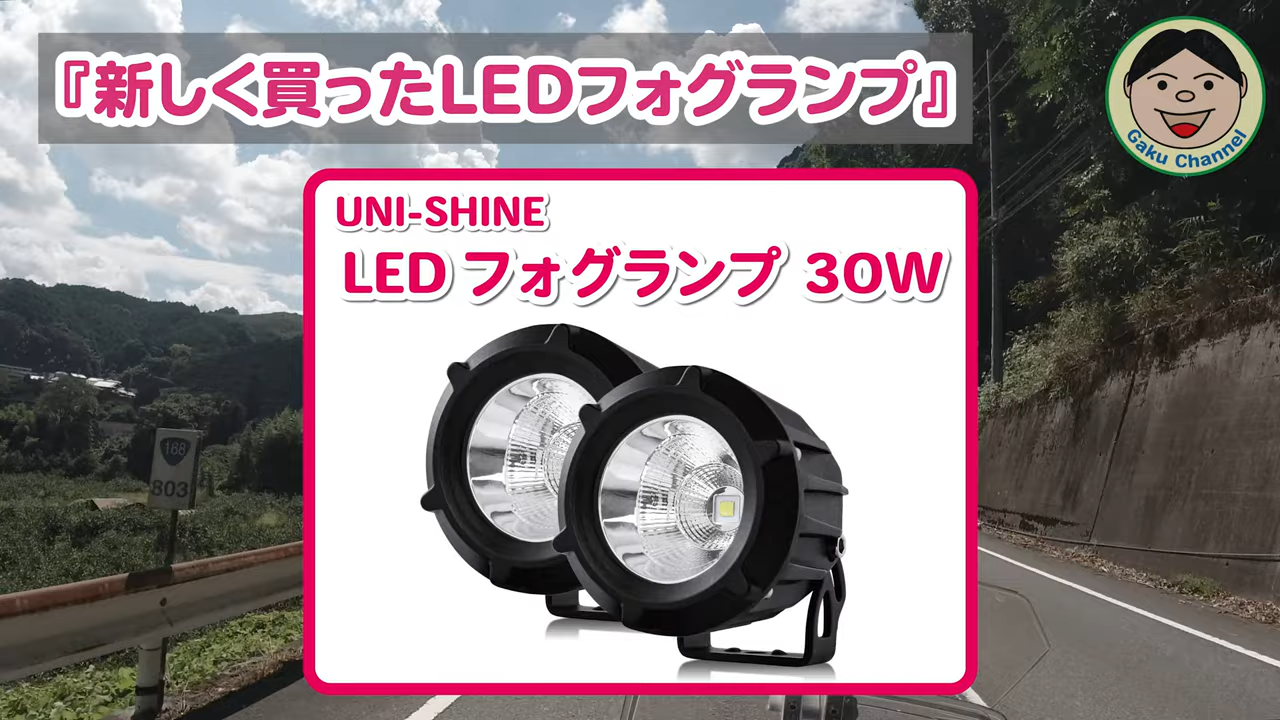 『新しく買ったLEDフォグランプ』
Gaku Channel
UNI-SHINE
LED フォグランプ 30W
168
803